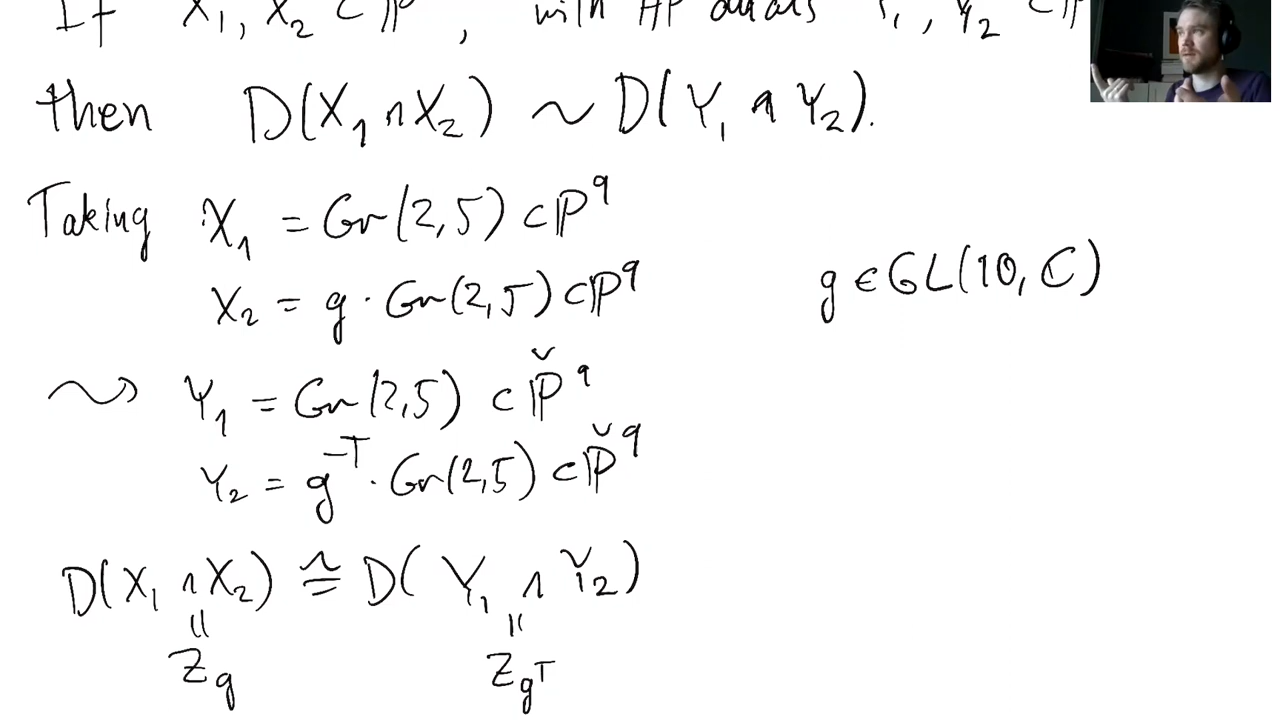 If X₁, X₂ ⊂ ℙ , with HP duals Y₁, Y₂ ⊂ ℙ
then D(X₁ ∩ X₂) ~ D(Y₁ ∩ Y₂).
Taking X₁ = Gr(2,5) ⊂ ℙ⁹
X₂ = g · Gr(2,5) ⊂ ℙ⁹ g ∈ GL(10, ℂ)
⇝ Y₁ = Gr(2,5) ⊂ ℙ̌⁹
Y₂ = g⁻ᵀ · Gr(2,5) ⊂ ℙ̌⁹
D(X₁ ∩ X₂) ≅ D(Y₁ ∩ Y₂)
|| ||
Z_g Z_gᵀ